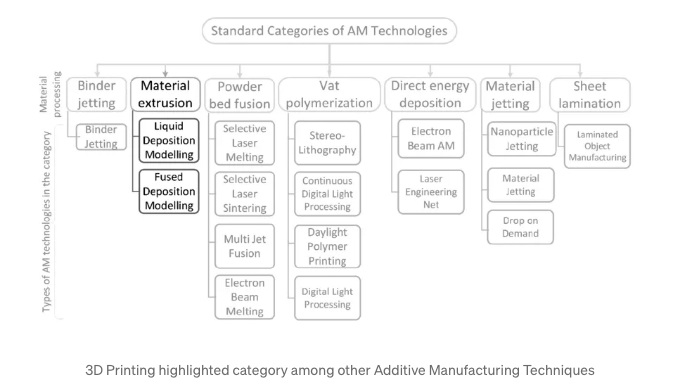 Standard Categories of AM Technologies
Material
processing
Binder
jetting
Material
extrusion
Powder
bed fusion
Vat
polymerization
Direct energy
deposition
Material
jetting
Sheet
lamination
Types of AM technologies in the category
Binder
Jetting
Liquid
Deposition
Modelling
Fused
Deposition
Modelling
Selective
Laser
Melting
Selective
Laser
Sintering
Multi Jet
Fusion
Electron
Beam
Melting
Stereo-
Lithography
Continuous
Digital Light
Processing
Daylight
Polymer
Printing
Digital Light
Processing
Electron
Beam AM
Laser
Engineering
Net
Nanoparticle
Jetting
Material
Jetting
Drop on
Demand
Laminated
Object
Manufacturing
3D Printing highlighted category among other Additive Manufacturing Techniques